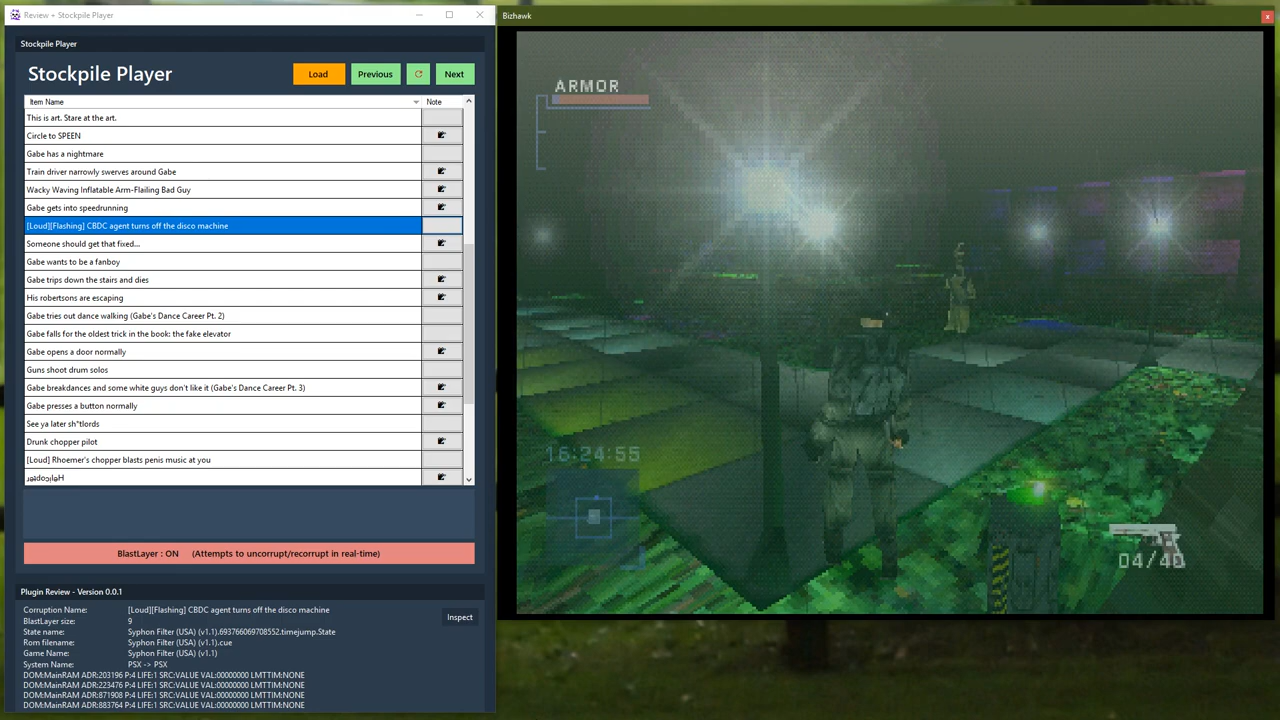 Review + Stockpile Player
Stockpile Player
Stockpile Player
Load
Previous
Next
Item Name
Note
This is art. Stare at the art.
Circle to SPEEN
Gabe has a nightmare
Train driver narrowly swerves around Gabe
Wacky Waving Inflatable Arm-Flailing Bad Guy
Gabe gets into speedrunning
[Loud][Flashing] CBDC agent turns off the disco machine
Someone should get that fixed...
Gabe wants to be a fanboy
Gabe trips down the stairs and dies
His robertsons are escaping
Gabe tries out dance walking (Gabe's Dance Career Pt. 2)
Gabe falls for the oldest trick in the book: the fake elevator
Gabe opens a door normally
Guns shoot drum solos
Gabe breakdances and some white guys don't like it (Gabe's Dance Career Pt. 3)
Gabe presses a button normally
See ya later sh*tlords
Drunk chopper pilot
[Loud] Rhoemer's chopper blasts penis music at you
BlastLayer : ON (Attempts to uncorrupt/recorrupt in real-time)
Plugin Review - Version 0.0.1
Corruption Name: [Loud][Flashing] CBDC agent turns off the disco machine
BlastLayer size: 9
State name: Syphon Filter (USA) (v1.1).693766069708552.timejump.State
Rom filename: Syphon Filter (USA) (v1.1).cue
Game Name: Syphon Filter (USA) (v1.1)
System Name: PSX -> PSX
DOM:MainRAM ADR:203196 P:4 LIFE:1 SRC:VALUE VAL:00000000 LMTTIM:NONE
DOM:MainRAM ADR:223476 P:4 LIFE:1 SRC:VALUE VAL:00000000 LMTTIM:NONE
DOM:MainRAM ADR:871908 P:4 LIFE:1 SRC:VALUE VAL:00000000 LMTTIM:NONE
DOM:MainRAM ADR:883764 P:4 LIFE:1 SRC:VALUE VAL:00000000 LMTTIM:NONE
Inspect
Bizhawk
ARMOR
16:24:55
04/40